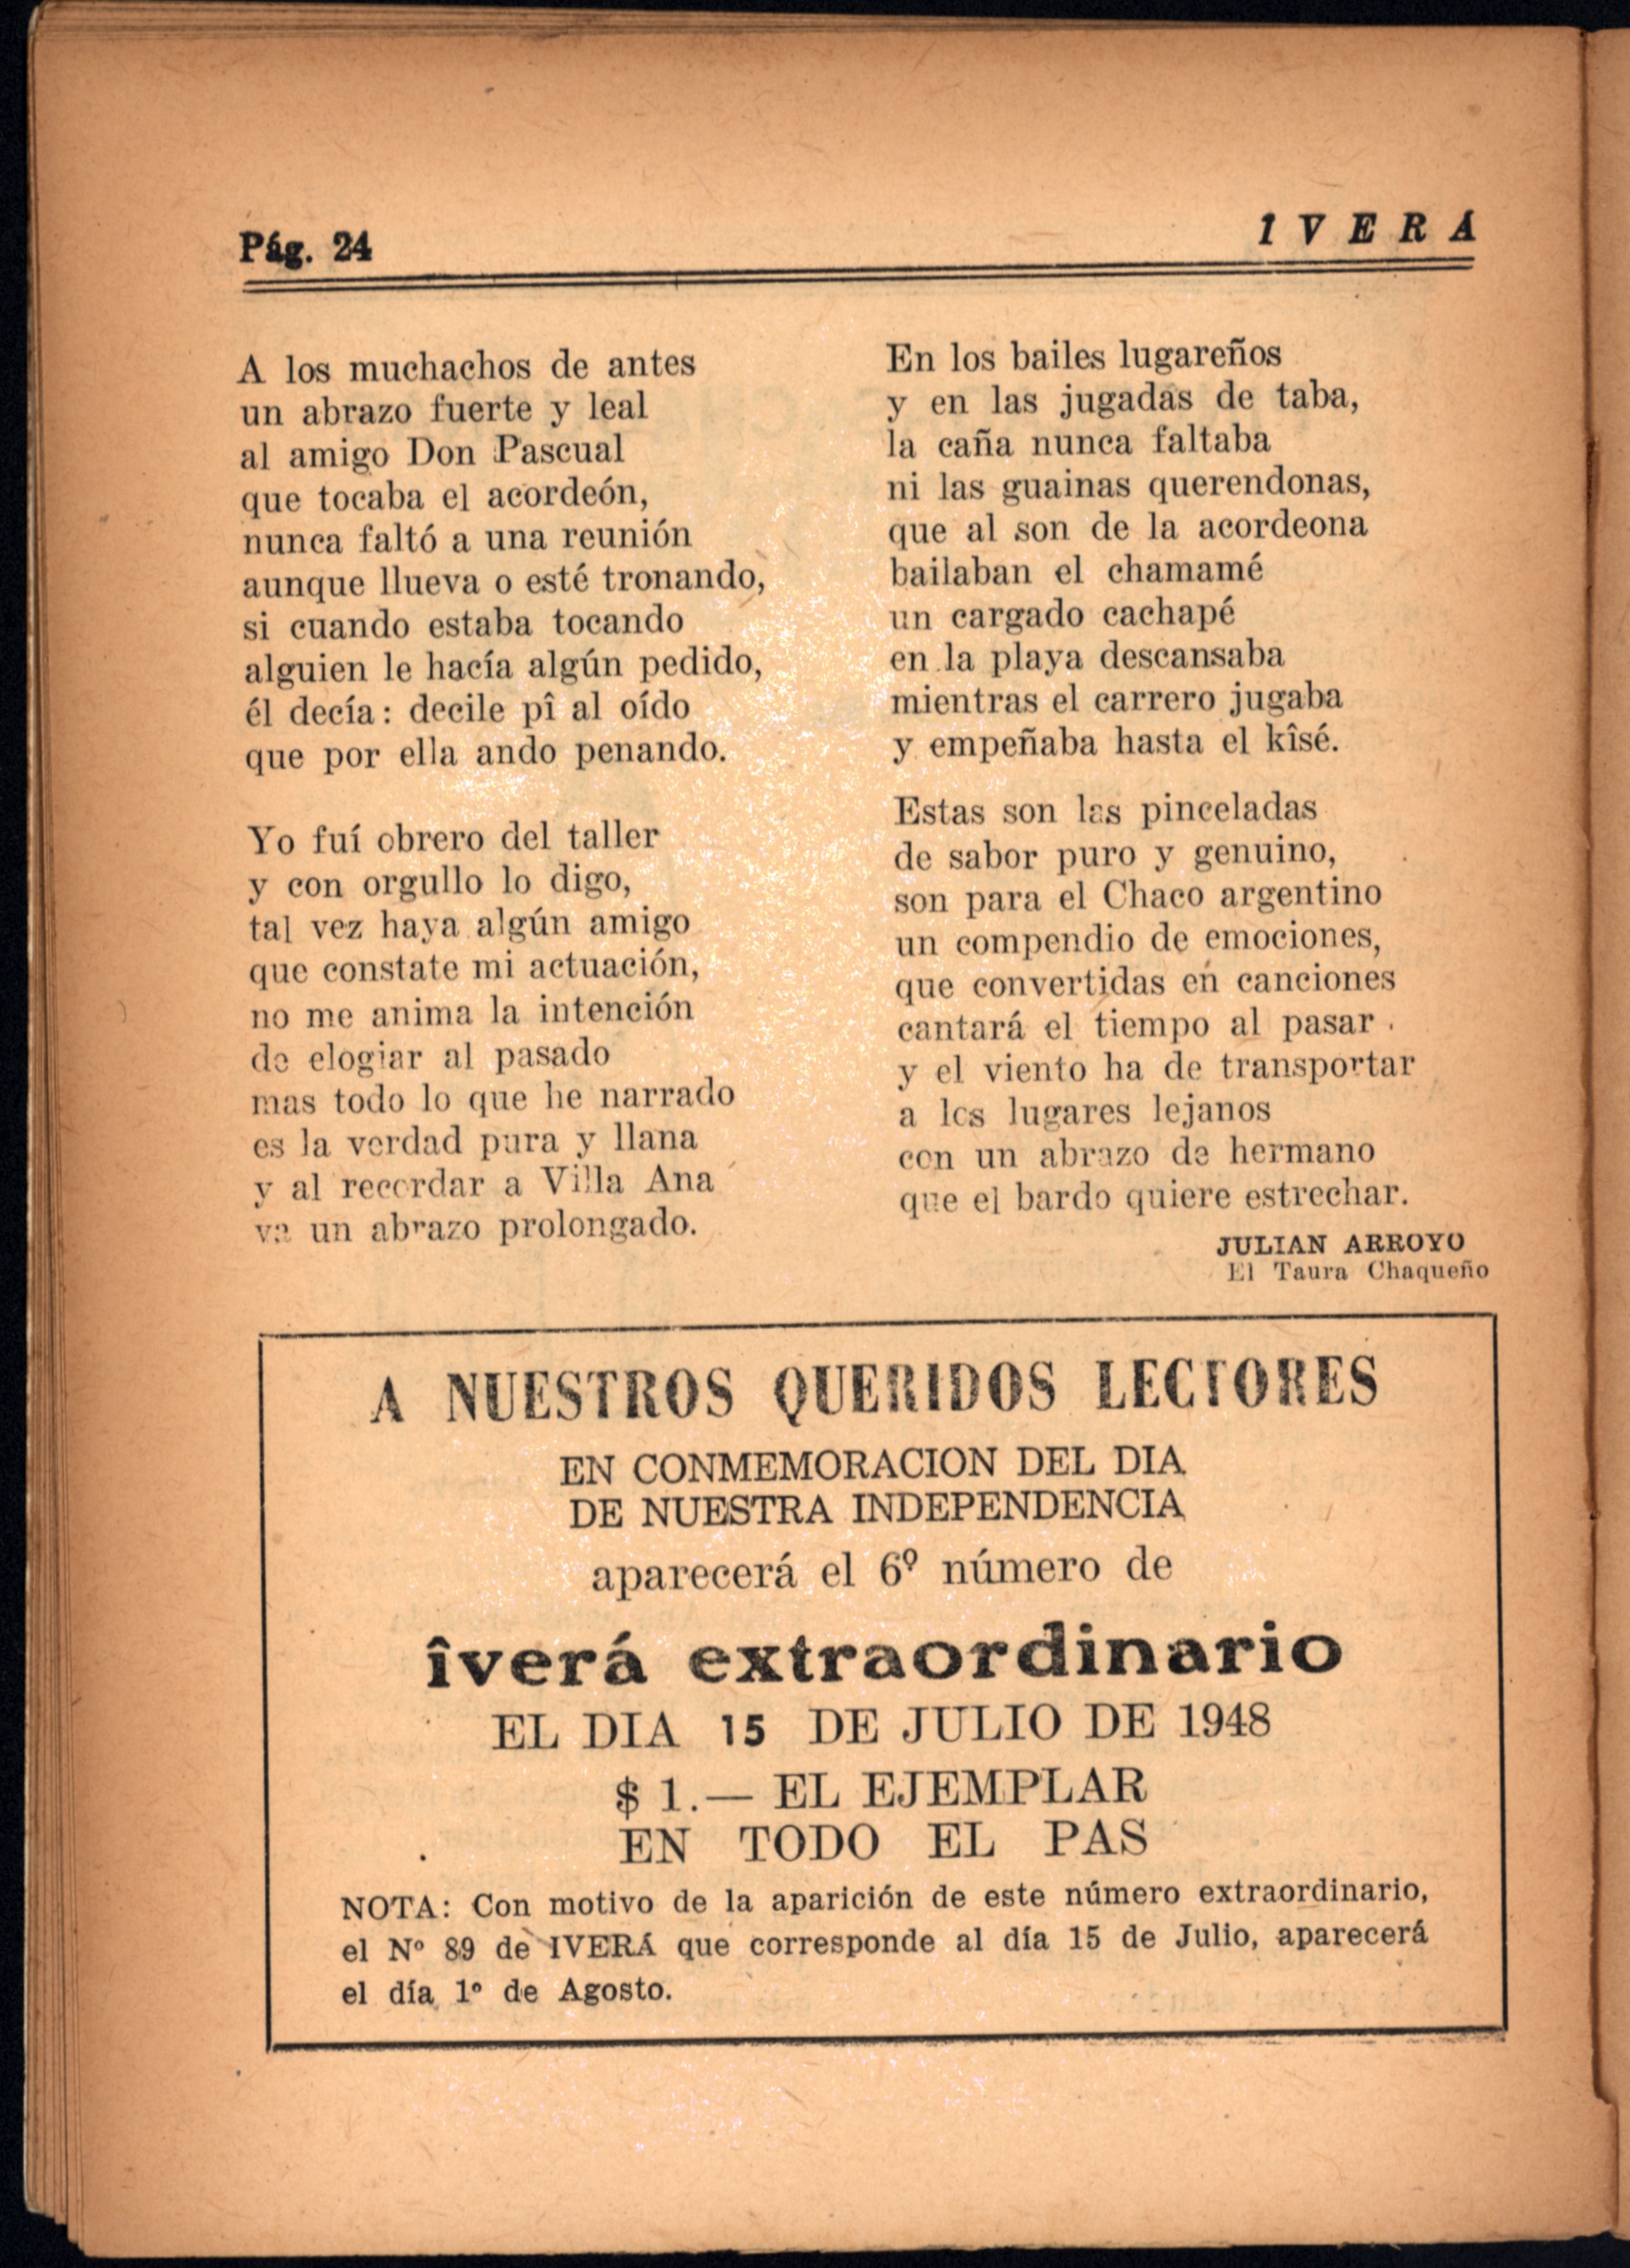 Pág. 24
IVERÁ
A los muchachos de antes
un abrazo fuerte y leal
al amigo Don Pascual
que tocaba el acordeón,
nunca faltó a una reunión
aunque llueva o esté tronando,
si cuando estaba tocando
alguien le hacía algún pedido,
él decía: decile pî al oído
que por ella ando penando.
Yo fuí obrero del taller
y con orgullo lo digo,
tal vez haya algún amigo
que constate mi actuación,
no me anima la intención
de elogiar al pasado
mas todo lo que he narrado
es la verdad pura y llana
y al recordar a Villa Ana
va un abrazo prolongado.
En los bailes lugareños
y en las jugadas de taba,
la caña nunca faltaba
ni las guainas querendonas,
que al son de la acordeona
bailaban el chamamé
un cargado cachapé
en la playa descansaba
mientras el carrero jugaba
y empeñaba hasta el kîsé.
Estas son las pinceladas
de sabor puro y genuino,
son para el Chaco argentino
un compendio de emociones,
que convertidas en canciones
cantará el tiempo al pasar
y el viento ha de transportar
a los lugares lejanos
con un abrazo de hermano
que el bardo quiere estrechar.
JULIAN ARROYO
El Taura Chaqueño
A NUESTROS QUERIDOS LECTORES
EN CONMEMORACION DEL DIA
DE NUESTRA INDEPENDENCIA
aparecerá el 6º número de
îverá extraordinario
EL DIA 15 DE JULIO DE 1948
$ 1.— EL EJEMPLAR
EN TODO EL PAS
NOTA: Con motivo de la aparición de este número extraordinario,
el Nº 89 de IVERÁ que corresponde al día 15 de Julio, aparecerá
el día 1º de Agosto.